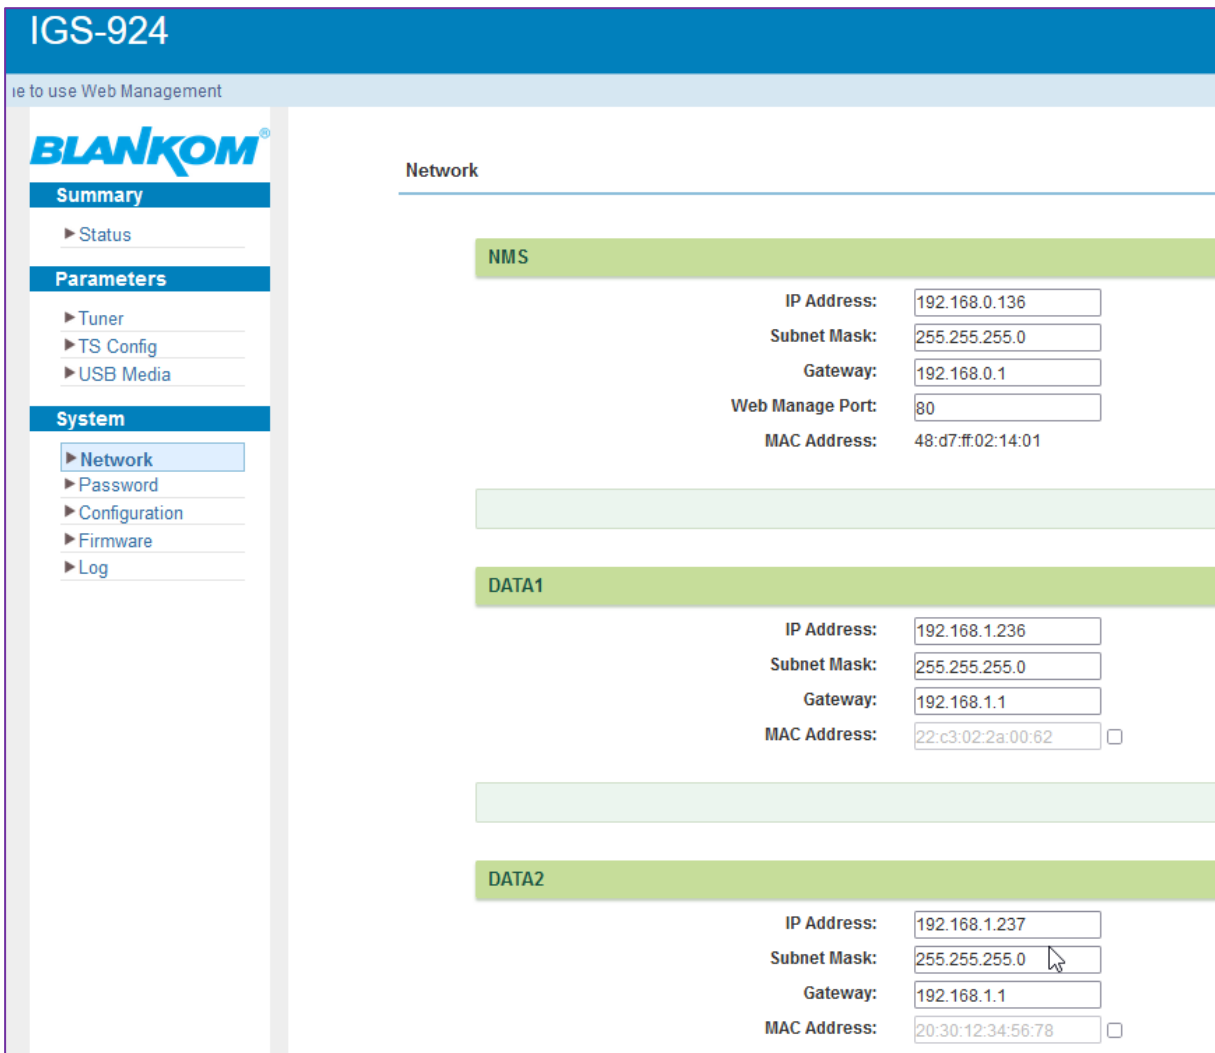 IGS-924
ne to use Web Management
BLANKOM®
Summary
Status
Parameters
Tuner
TS Config
USB Media
System
Network
Password
Configuration
Firmware
Log
Network
NMS
IP Address: 192.168.0.136
Subnet Mask: 255.255.255.0
Gateway: 192.168.0.1
Web Manage Port: 80
MAC Address: 48:d7:ff:02:14:01
DATA1
IP Address: 192.168.1.236
Subnet Mask: 255.255.255.0
Gateway: 192.168.1.1
MAC Address: 22:c3:02:2a:00:62
DATA2
IP Address: 192.168.1.237
Subnet Mask: 255.255.255.0
Gateway: 192.168.1.1
MAC Address: 20:30:12:34:56:78